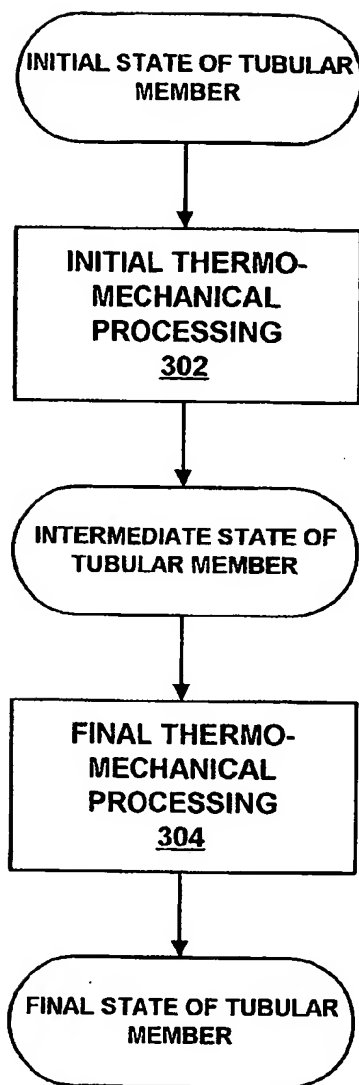 INITIAL STATE OF TUBULAR
MEMBER
INITIAL THERMO-
MECHANICAL
PROCESSING
302
INTERMEDIATE STATE OF
TUBULAR MEMBER
FINAL THERMO-
MECHANICAL
PROCESSING
304
FINAL STATE OF TUBULAR
MEMBER